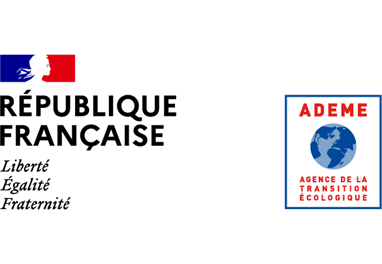 RÉPUBLIQUE
FRANÇAISE
Liberté
Égalité
Fraternité
ADEME
AGENCE DE LA
TRANSITION
ÉCOLOGIQUE